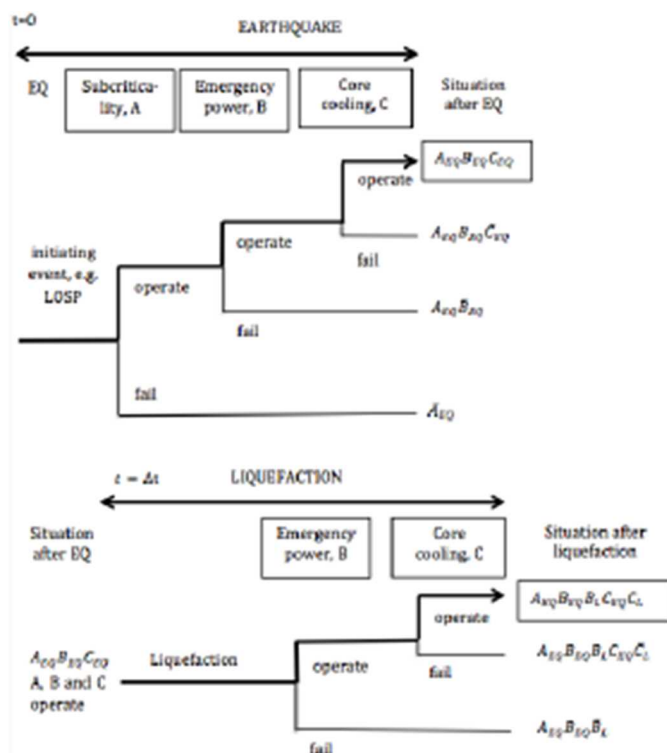 t=0
EARTHQUAKE
EQ
Subcritica-
lity, A
Emergency
power, B
Core
cooling, C
Situation
after EQ
operate
A_EQ B_EQ C_EQ
operate
A_EQ B_EQ C̄_EQ
fail
initiating
event, e.g.
LOSP
operate
fail
A_EQ B̄_EQ
fail
Ā_EQ
t = Δt
LIQUEFACTION
Situation
after EQ
Emergency
power, B
Core
cooling, C
Situation after
liquefaction
A_EQ B_EQ B_L C_EQ C_L
operate
A_EQ B_EQ C_EQ
A, B and C
operate
Liquefaction
operate
fail
A_EQ B_EQ B_L C_EQ C̄_L
fail
A_EQ B_EQ B̄_L